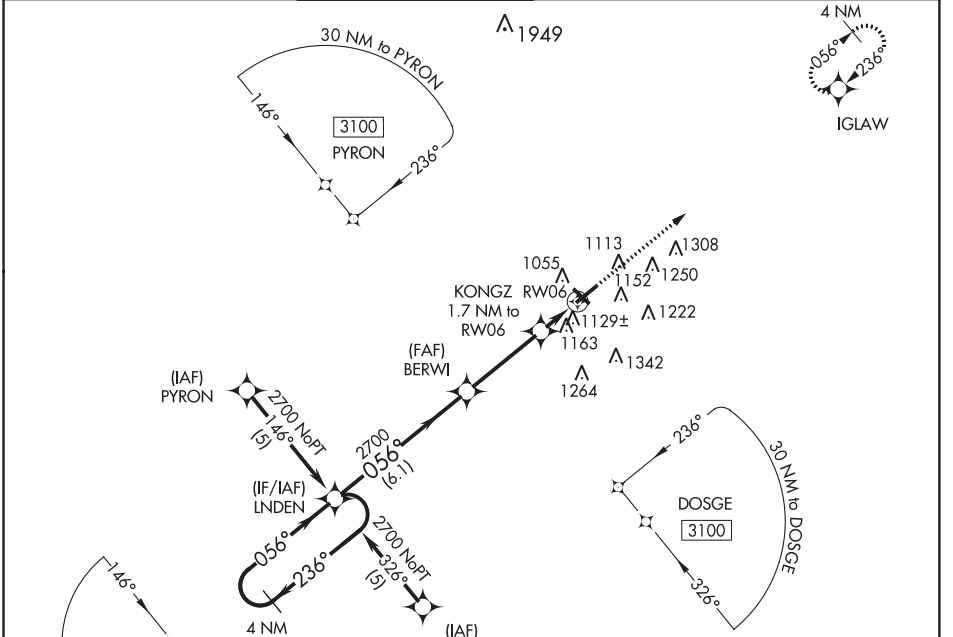 1949
4 NM
056°
236°
IGLAW
30 NM to PYRON
146°
3100
PYRON
236°
1113
1308
1055
1250
RW06
1152
KONGZ
1.7 NM to
RW06
1222
1129±
1163
1342
1264
(FAF)
BERWI
(IAF)
PYRON
2700 NoPT
146°
(5)
2700
056°
(6.1)
(IF/IAF)
LNDEN
056°
236°
4 NM
2700 NoPT
326°
(5)
(IAF)
236°
30 NM to DOSGE
DOSGE
3100
326°
146°